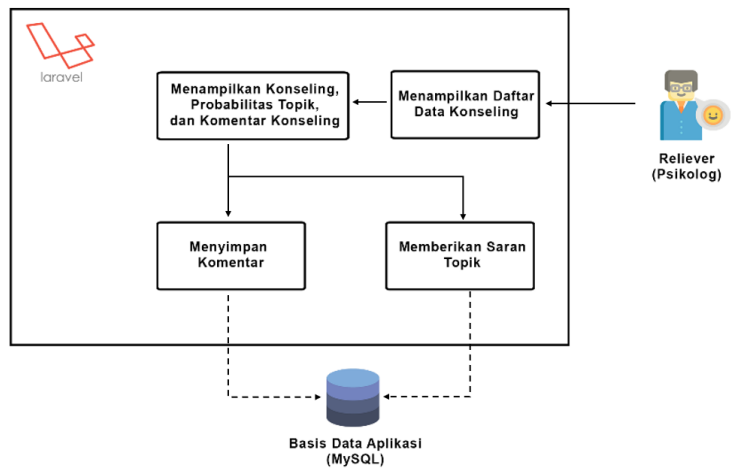 laravel
Menampilkan Konseling,
Probabilitas Topik,
dan Komentar Konseling
Menampilkan Daftar
Data Konseling
Reliever
(Psikolog)
Menyimpan
Komentar
Memberikan Saran
Topik
Basis Data Aplikasi
(MySQL)